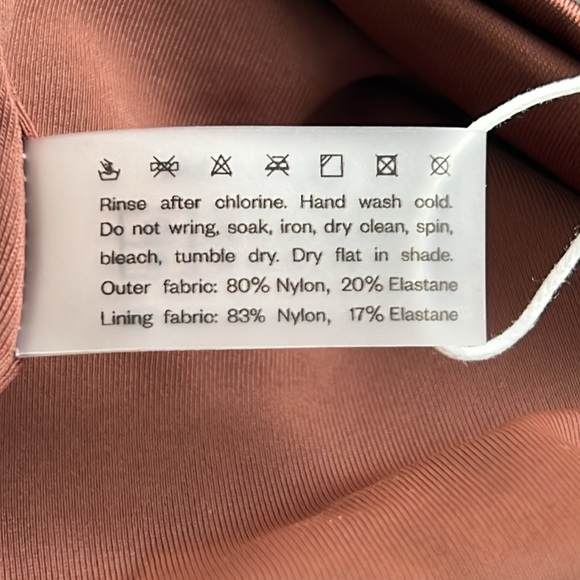 Rinse after chlorine. Hand wash cold.
Do not wring, soak, iron, dry clean, spin,
bleach, tumble dry. Dry flat in shade.
Outer fabric: 80% Nylon, 20% Elastane
Lining fabric: 83% Nylon, 17% Elastane